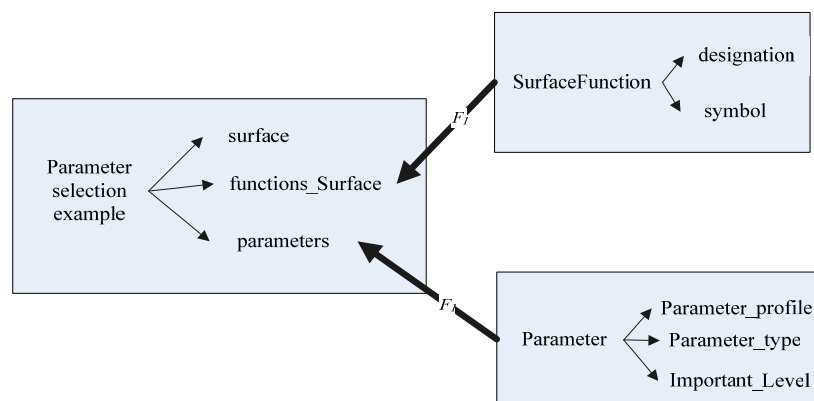 Parameter
selection
example
surface
functions_Surface
parameters
F1
SurfaceFunction
designation
symbol
F1
Parameter
Parameter_profile
Parameter_type
Important_Level